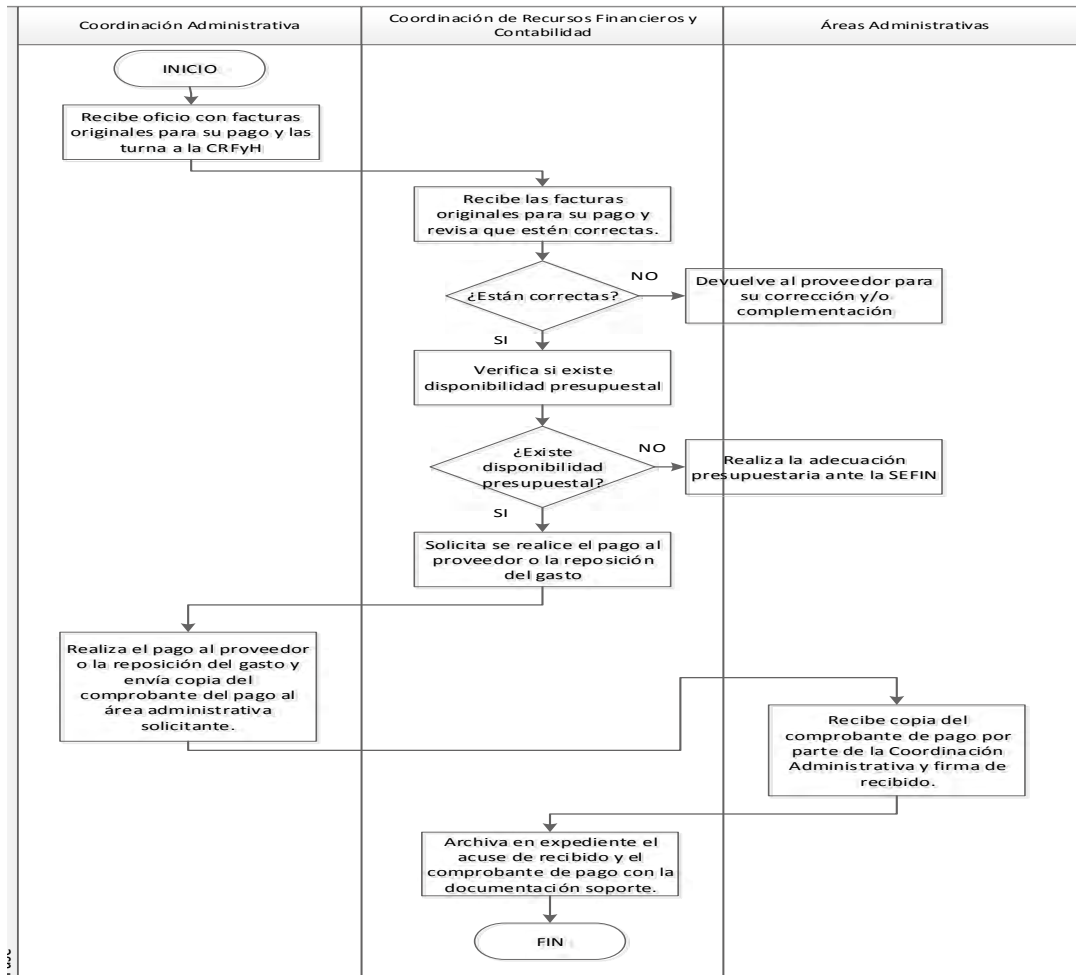 Coordinación Administrativa
Coordinación de Recursos Financieros y
Contabilidad
Áreas Administrativas
INICIO
Recibe oficio con facturas
originales para su pago y las
turna a la CRFyH
Recibe las facturas
originales para su pago y
revisa que estén correctas.
¿Están correctas?
NO
Devuelve al proveedor para
su corrección y/o
complementación
SI
Verifica si existe
disponibilidad presupuestal
¿Existe
disponibilidad
presupuestal?
NO
Realiza la adecuación
presupuestaria ante la SEFIN
SI
Solicita se realice el pago al
proveedor o la reposición
del gasto
Realiza el pago al proveedor
o la reposición del gasto y
envía copia del
comprobante del pago al
área administrativa
solicitante.
Recibe copia del
comprobante de pago por
parte de la Coordinación
Administrativa y firma de
recibido.
Archiva en expediente el
acuse de recibido y el
comprobante de pago con la
documentación soporte.
FIN